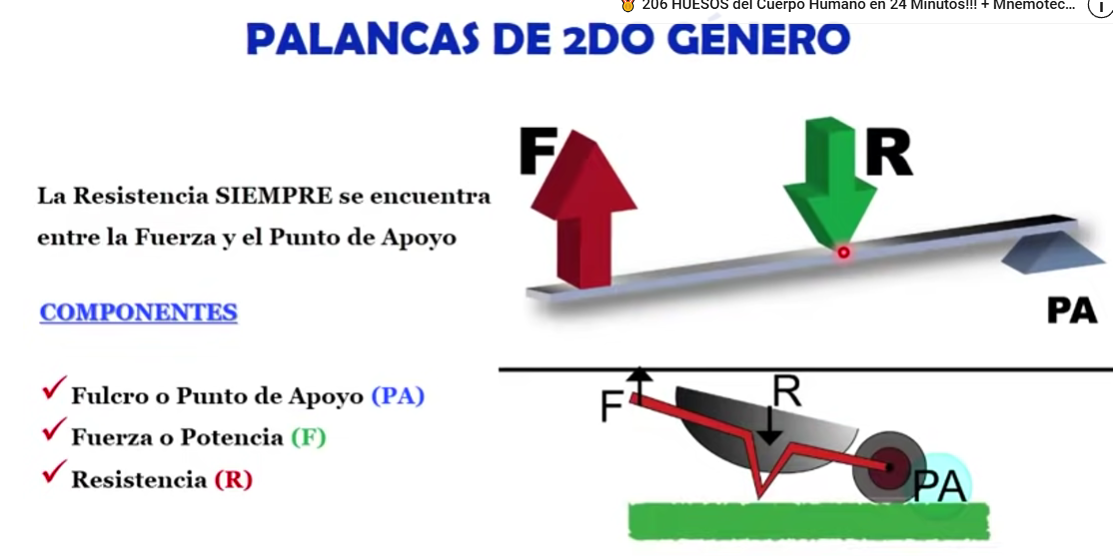 206 HUESOS del Cuerpo Humano en 24 Minutos!!! + Mnemotec...
PALANCAS DE 2DO GENERO
F
R
La Resistencia SIEMPRE se encuentra
entre la Fuerza y el Punto de Apoyo
PA
COMPONENTES
Fulcro o Punto de Apoyo (PA)
Fuerza o Potencia (F)
Resistencia (R)
F
R
PA